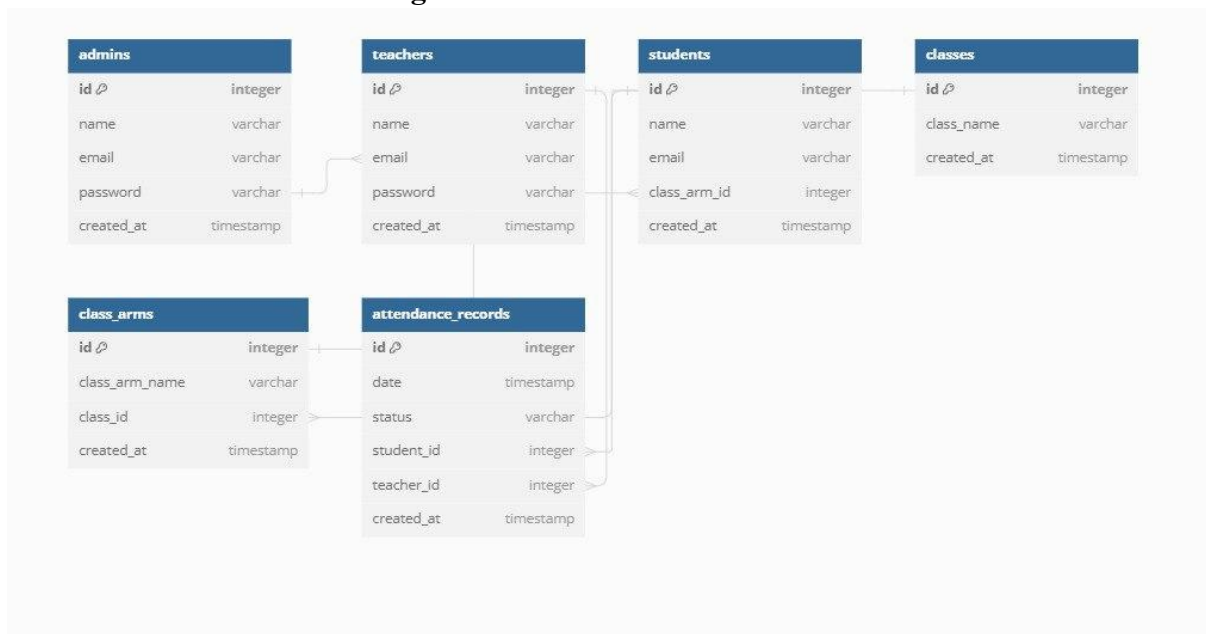 admins
id integer
name varchar
email varchar
password varchar
created_at timestamp
teachers
id integer
name varchar
email varchar
password varchar
created_at timestamp
students
id integer
name varchar
email varchar
class_arm_id integer
created_at timestamp
classes
id integer
class_name varchar
created_at timestamp
class_arms
id integer
class_arm_name varchar
class_id integer
created_at timestamp
attendance_records
id integer
date timestamp
status varchar
student_id integer
teacher_id integer
created_at timestamp